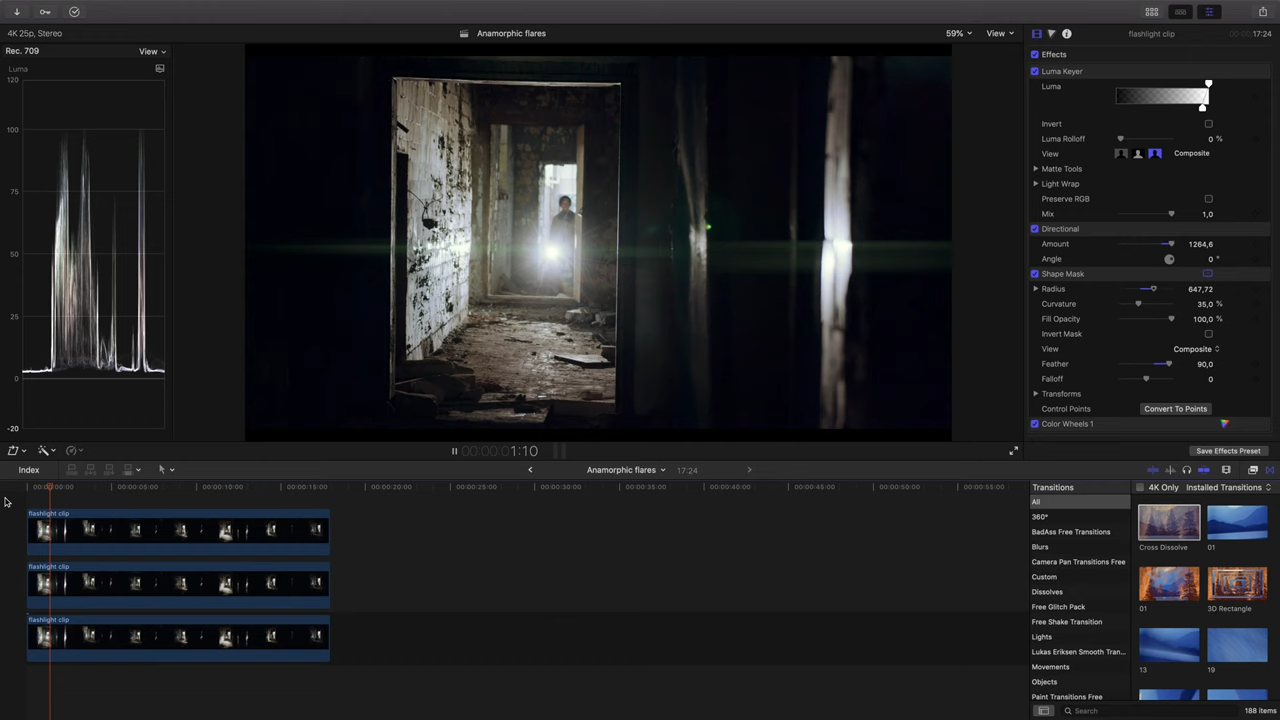 4K 25p, Stereo
Anamorphic flares
59%
View
flashlight clip
00:00:17:24
Rec. 709
View
Luma
120
100
75
50
25
0
-20
Effects
Luma Keyer
Luma
Invert
Luma Rolloff
0 %
View
Composite
Matte Tools
Light Wrap
Preserve RGB
Mix
1,0
Directional
Amount
1264,6
Angle
0 °
Shape Mask
Radius
647,72
Curvature
35,0 %
Fill Opacity
100,0 %
Invert Mask
View
Composite
Feather
90,0
Falloff
0
Transforms
Control Points
Convert To Points
Color Wheels 1
Save Effects Preset
00:00:00:01:10
Index
Anamorphic flares
17:24
00:00:00:00
00:00:05:00
00:00:10:00
00:00:15:00
00:00:20:00
00:00:25:00
00:00:30:00
00:00:35:00
00:00:40:00
00:00:45:00
00:00:50:00
00:00:55:00
flashlight clip
flashlight clip
flashlight clip
Transitions
4K Only
Installed Transitions
All
360°
BadAss Free Transitions
Blurs
Camera Pan Transitions Free
Custom
Dissolves
Free Glitch Pack
Free Shake Transition
Lights
Lukas Eriksen Smooth Tran...
Movements
Objects
Paint Transitions Free
Cross Dissolve
01
01
3D Rectangle
13
19
Search
188 items